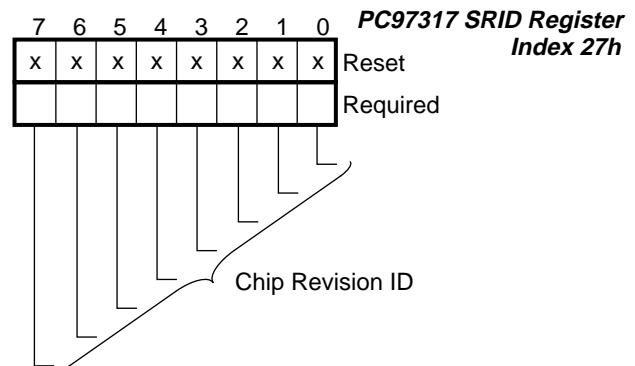 7 6 5 4 3 2 1 0
PC97317 SRID Register
Index 27h
x x x x x x x x Reset
Required
Chip Revision ID